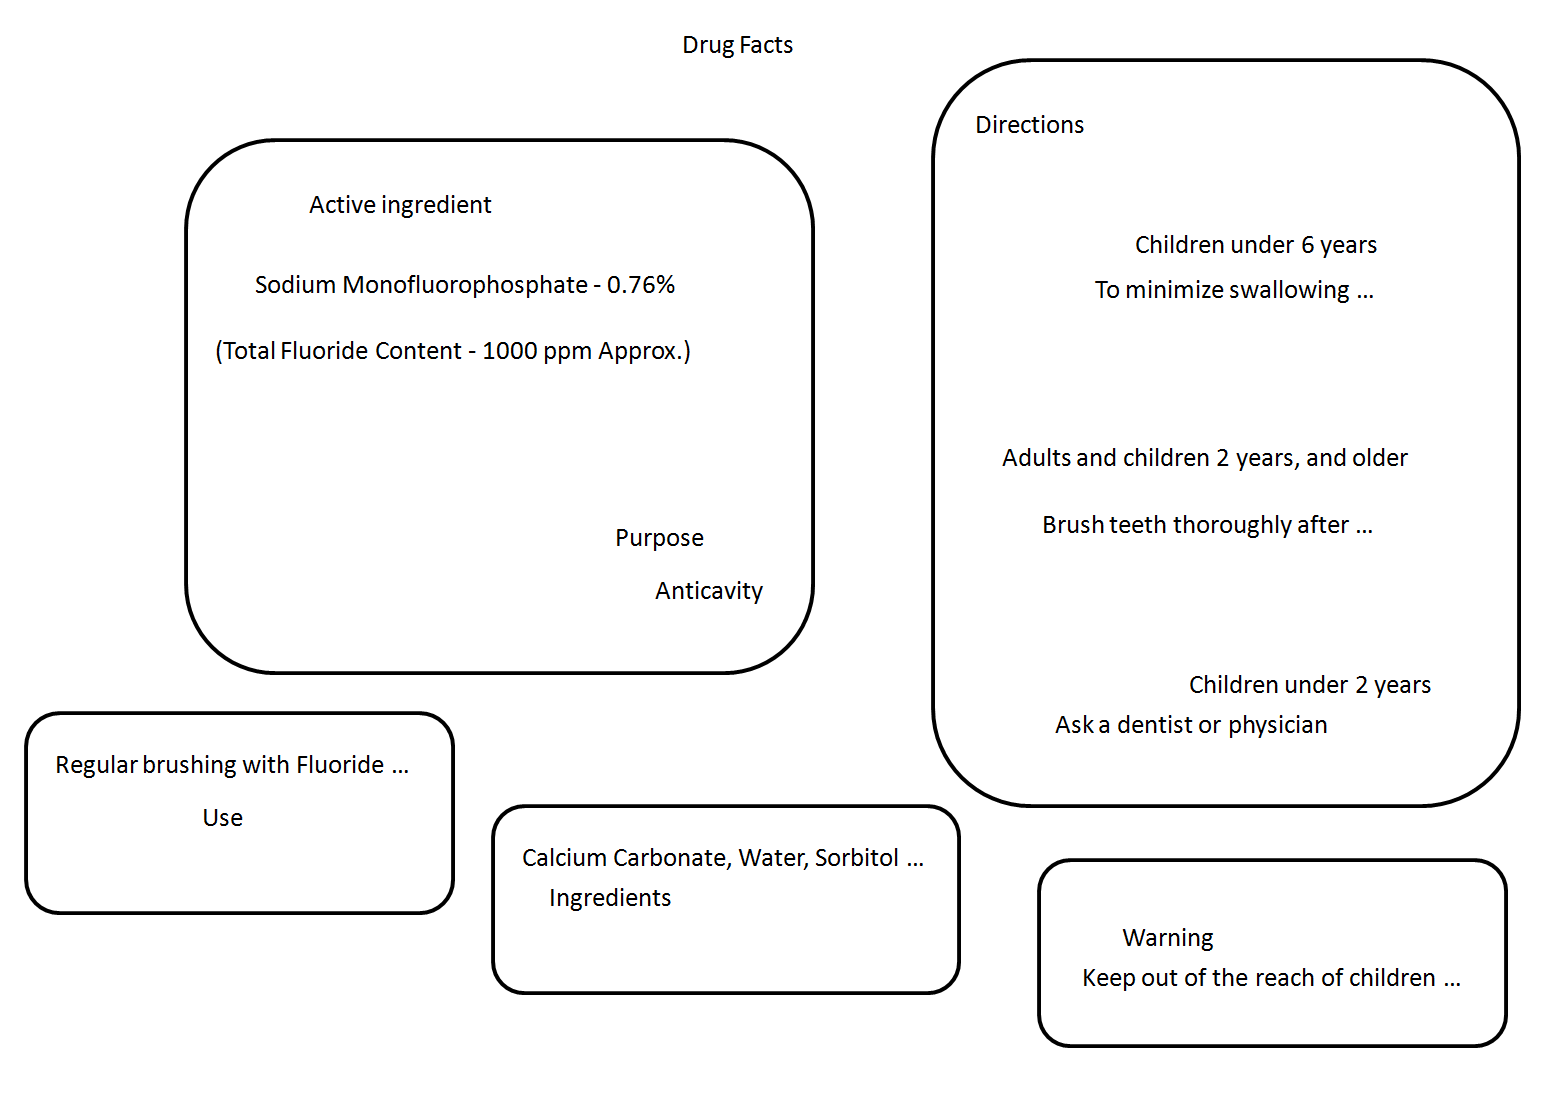 Drug Facts
Active ingredient
Sodium Monofluorophosphate - 0.76%
(Total Fluoride Content - 1000 ppm Approx.)
Purpose
Anticavity
Directions
Children under 6 years
To minimize swallowing ...
Adults and children 2 years, and older
Brush teeth thoroughly after ...
Children under 2 years
Ask a dentist or physician
Regular brushing with Fluoride ...
Use
Calcium Carbonate, Water, Sorbitol ...
Ingredients
Warning
Keep out of the reach of children ...